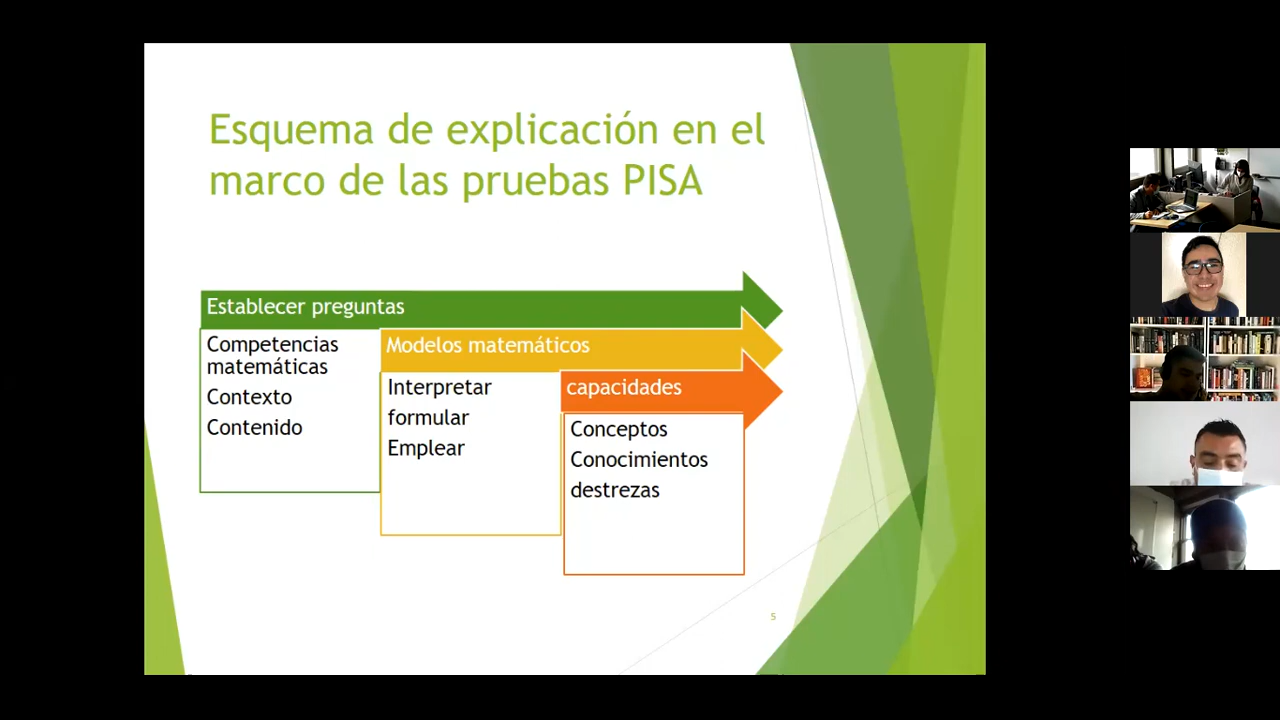 Esquema de explicación en el
marco de las pruebas PISA
Establecer preguntas
Competencias
matemáticas
Contexto
Contenido
Modelos matemáticos
Interpretar
formular
Emplear
capacidades
Conceptos
Conocimientos
destrezas
5